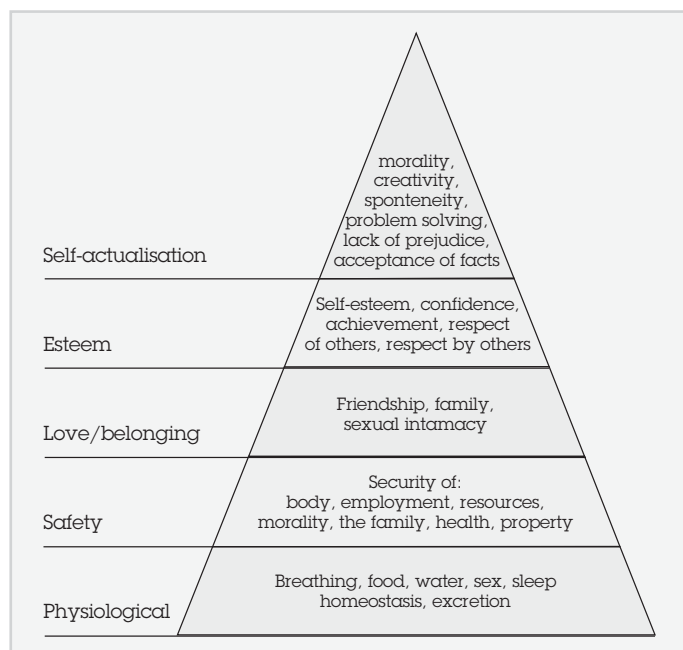 morality,
creativity,
sponteneity,
problem solving,
lack of prejudice,
acceptance of facts
Self-actualisation
Self-esteem, confidence,
achievement, respect
of others, respect by others
Esteem
Friendship, family,
sexual intamacy
Love/belonging
Security of:
body, employment, resources,
morality, the family, health, property
Safety
Breathing, food, water, sex, sleep
homeostasis, excretion
Physiological